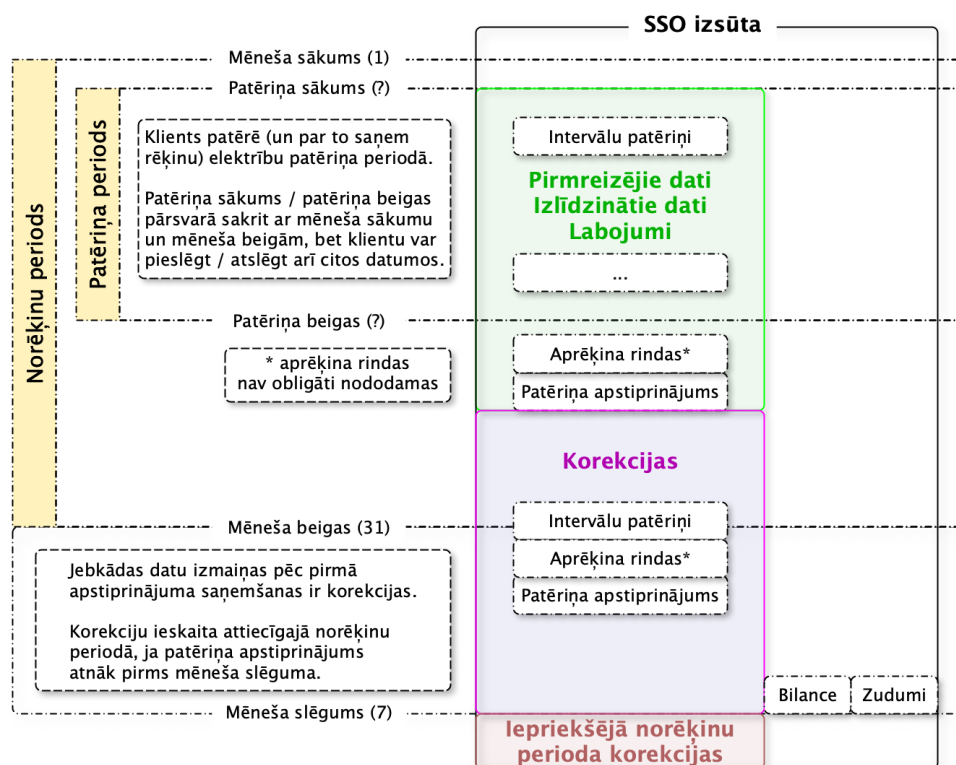 SSO izsūta
Mēneša sākums (1)
Patēriņa sākums (?)
Norēķinu periods
Patēriņa periods
Klients patērē (un par to saņem
rēķinu) elektrību patēriņa periodā.
Patēriņa sākums / patēriņa beigas
pārsvarā sakrit ar mēneša sākumu
un mēneša beigām, bet klientu var
pieslēgt / atslēgt arī citos datumos.
Intervālu patēriņi
Pirmreizējie dati
Izlīdzinātie dati
Labojumi
...
Patēriņa beigas (?)
* aprēķina rindas
nav obligāti nododamas
Aprēķina rindas*
Patēriņa apstiprinājums
Korekcijas
Mēneša beigas (31)
Intervālu patēriņi
Aprēķina rindas*
Patēriņa apstiprinājums
Jebkādas datu izmaiņas pēc pirmā
apstiprinājuma saņemšanas ir korekcijas.
Korekciju ieskaita attiecīgajā norēķinu
periodā, ja patēriņa apstiprinājums
atnāk pirms mēneša slēguma.
Bilance
Zudumi
Mēneša slēgums (7)
Iepriekšējā norēķinu
perioda korekcijas